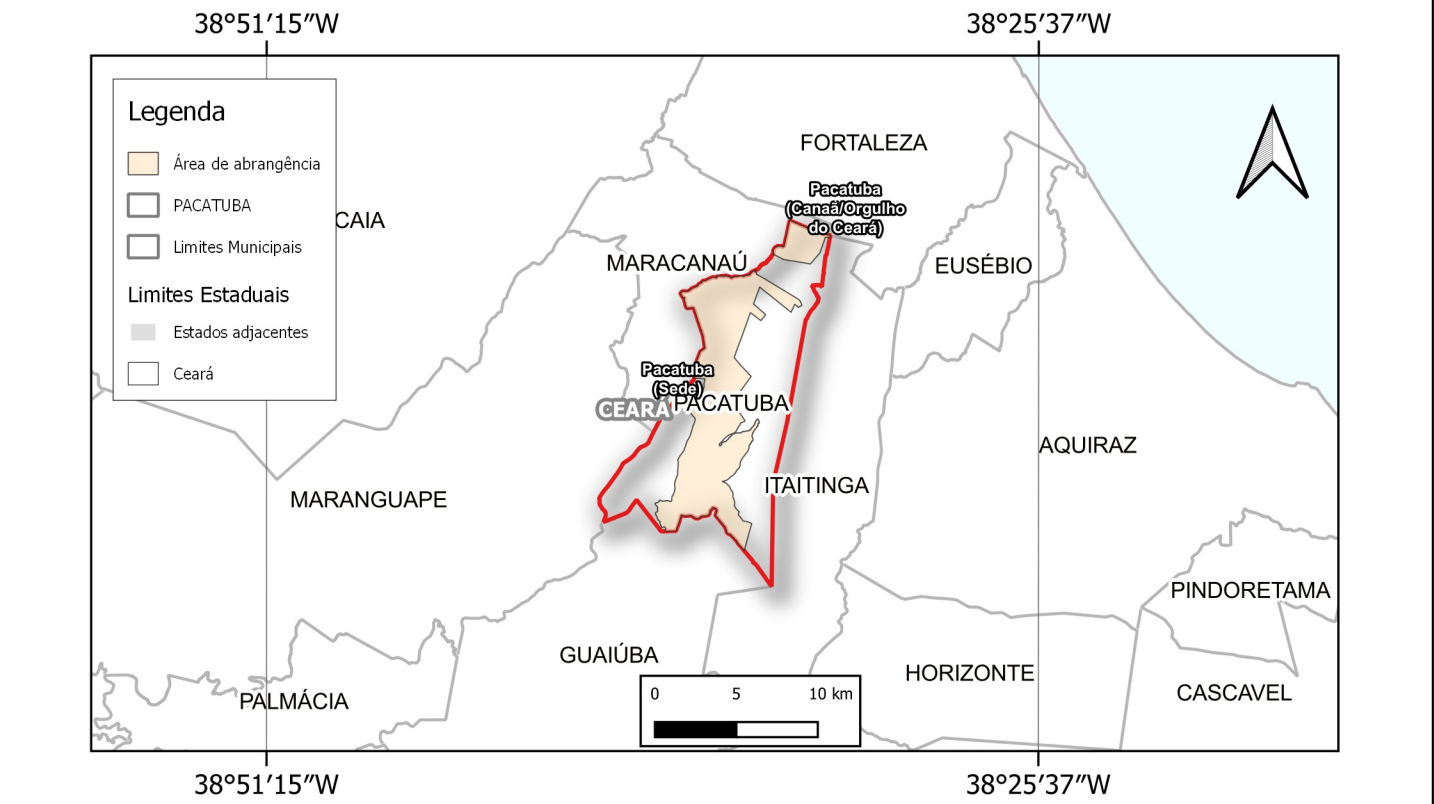 38°51′15″W
38°25′37″W
Legenda
Área de abrangência
PACATUBA
Limites Municipais
Limites Estaduais
Estados adjacentes
Ceará
CAIA
FORTALEZA
Pacatuba
(Canaã/Orgulho
do Ceará)
MARACANAÚ
EUSÉBIO
Pacatuba
(Sede)
CEARÁ
PACATUBA
AQUIRAZ
ITAITINGA
MARANGUAPE
PINDORETAMA
GUAIÚBA
HORIZONTE
CASCAVEL
PALMÁCIA
0 5 10 km
38°51′15″W
38°25′37″W